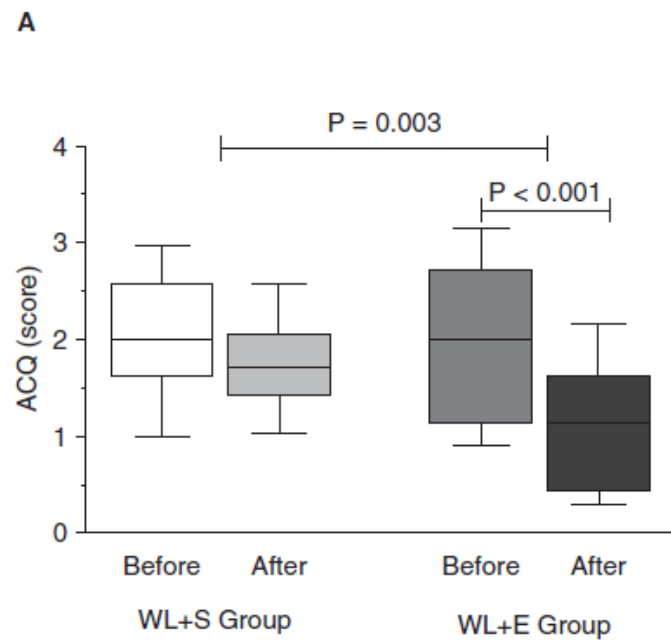 A
P = 0.003
4
P < 0.001
3
ACQ (score)
2
1
0
Before After Before After
WL+S Group WL+E Group